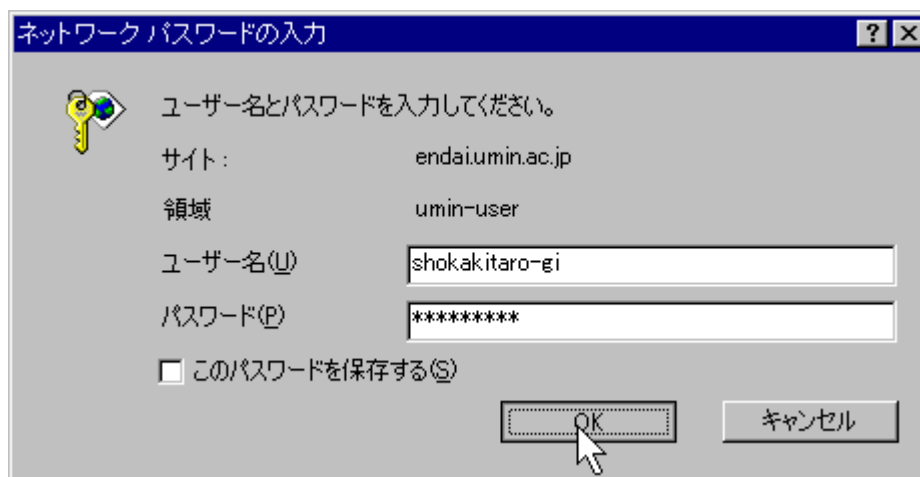 ネットワーク パスワードの入力
ユーザー名とパスワードを入力してください。
サイト : endai.umin.ac.jp
領域 umin-user
ユーザー名(U) shokakitaro-gi
パスワード(P) *********
このパスワードを保存する(S)
OK キャンセル